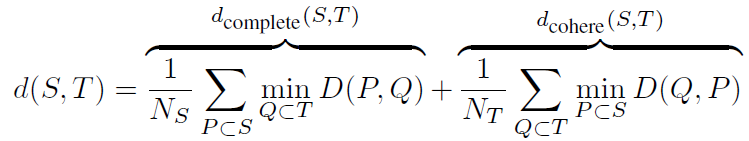 d_complete(S,T) d_cohere(S,T)
d(S,T) = 1/N_S ∑_{P⊂S} min_{Q⊂T} D(P,Q) + 1/N_T ∑_{Q⊂T} min_{P⊂S} D(Q,P)